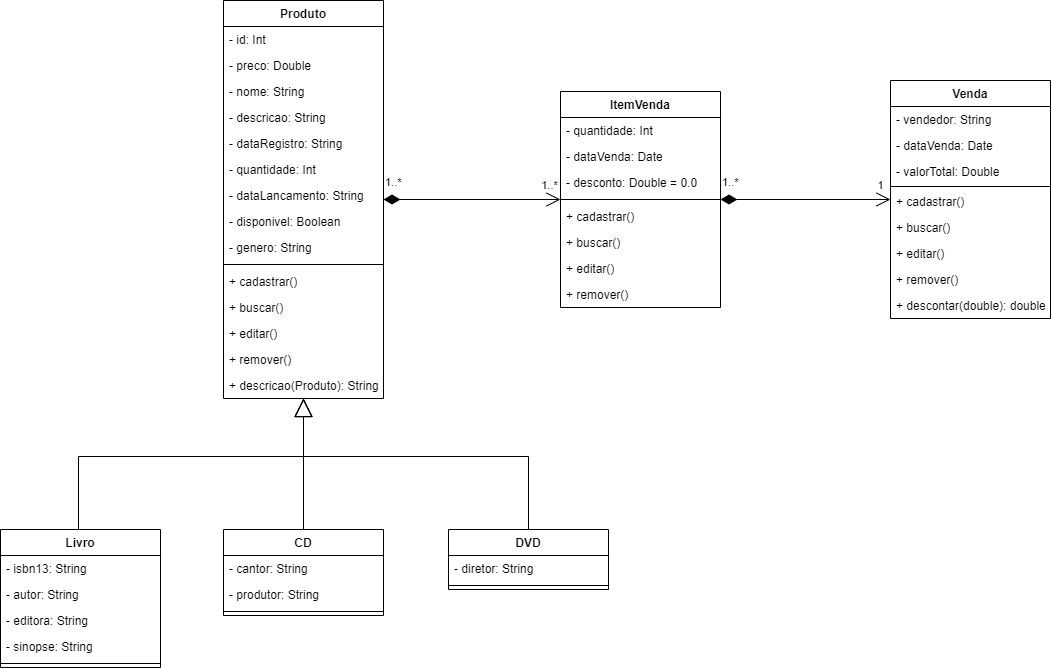 Produto
- id: Int
- preco: Double
- nome: String
- descricao: String
- dataRegistro: String
- quantidade: Int
- dataLancamento: String
- disponivel: Boolean
- genero: String
+ cadastrar()
+ buscar()
+ editar()
+ remover()
+ descricao(Produto): String
1..*
1..*
ItemVenda
- quantidade: Int
- dataVenda: Date
- desconto: Double = 0.0
+ cadastrar()
+ buscar()
+ editar()
+ remover()
1..*
1
Venda
- vendedor: String
- dataVenda: Date
- valorTotal: Double
+ cadastrar()
+ buscar()
+ editar()
+ remover()
+ descontar(double): double
Livro
- isbn13: String
- autor: String
- editora: String
- sinopse: String
CD
- cantor: String
- produtor: String
DVD
- diretor: String